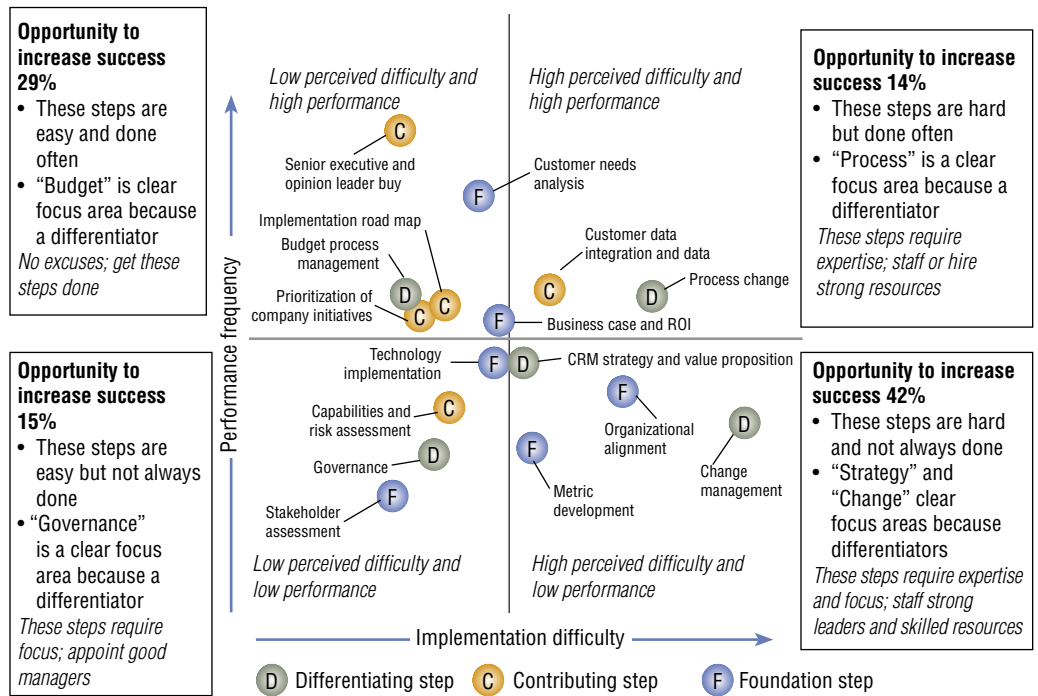 Opportunity to
increase success
29%
• These steps are
easy and done
often
• “Budget” is clear
focus area because
a differentiator
No excuses; get these
steps done
Opportunity to
increase success
15%
• These steps are
easy but not always
done
• “Governance”
is a clear focus
area because a
differentiator
These steps require
focus; appoint good
managers
Performance frequency
Low perceived difficulty and
high performance
High perceived difficulty and
high performance
C
Senior executive and
opinion leader buy
F
Customer needs
analysis
Implementation road map
Budget process
management
D
Prioritization of
company initiatives
C
C
Customer data
integration and data
C
D
Process change
F
Business case and ROI
Technology
implementation
F
D
CRM strategy and value proposition
Capabilities and
risk assessment
C
F
Organizational
alignment
D
Change
management
Governance
D
F
Metric
development
Stakeholder
assessment
F
Low perceived difficulty and
low performance
High perceived difficulty and
low performance
Implementation difficulty
D Differentiating step
C Contributing step
F Foundation step
Opportunity to increase
success 14%
• These steps are hard
but done often
• “Process” is a clear
focus area because a
differentiator
These steps require
expertise; staff or hire
strong resources
Opportunity to increase
success 42%
• These steps are hard
and not always done
• “Strategy” and
“Change” clear
focus areas because
differentiators
These steps require expertise
and focus; staff strong
leaders and skilled resources